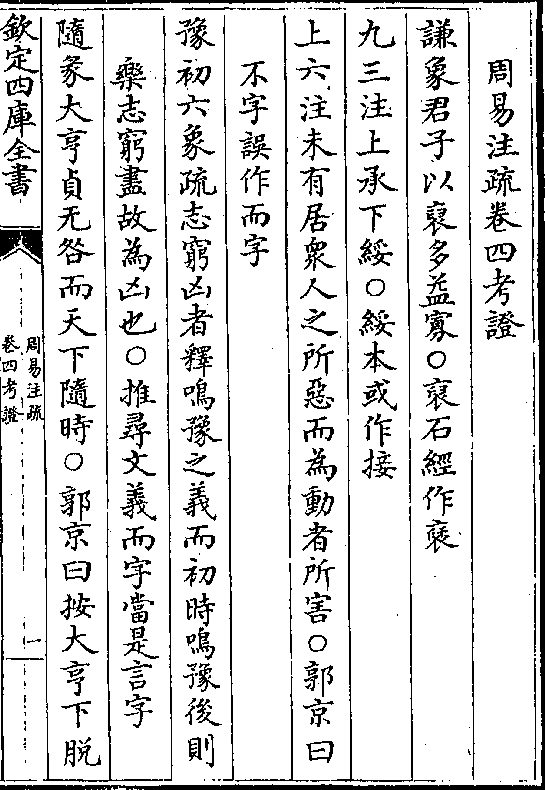 周易注疏卷四考證
謙象君子以裒多益寡○裒石經作褎
九三注上承下綏○綏本或作接
上六注未有居衆人之所惡而為動者所害○郭京曰
不字誤作而字
豫初六象疏志窮凶者釋鳴豫之義而初時鳴豫後則
樂志窮盡故為凶也○推尋文義而字當是言字
隨彖大亨貞无咎而天下隨時○郭京曰按大亨下脱
欽定四庫全書
周易注疏
卷四考證
一